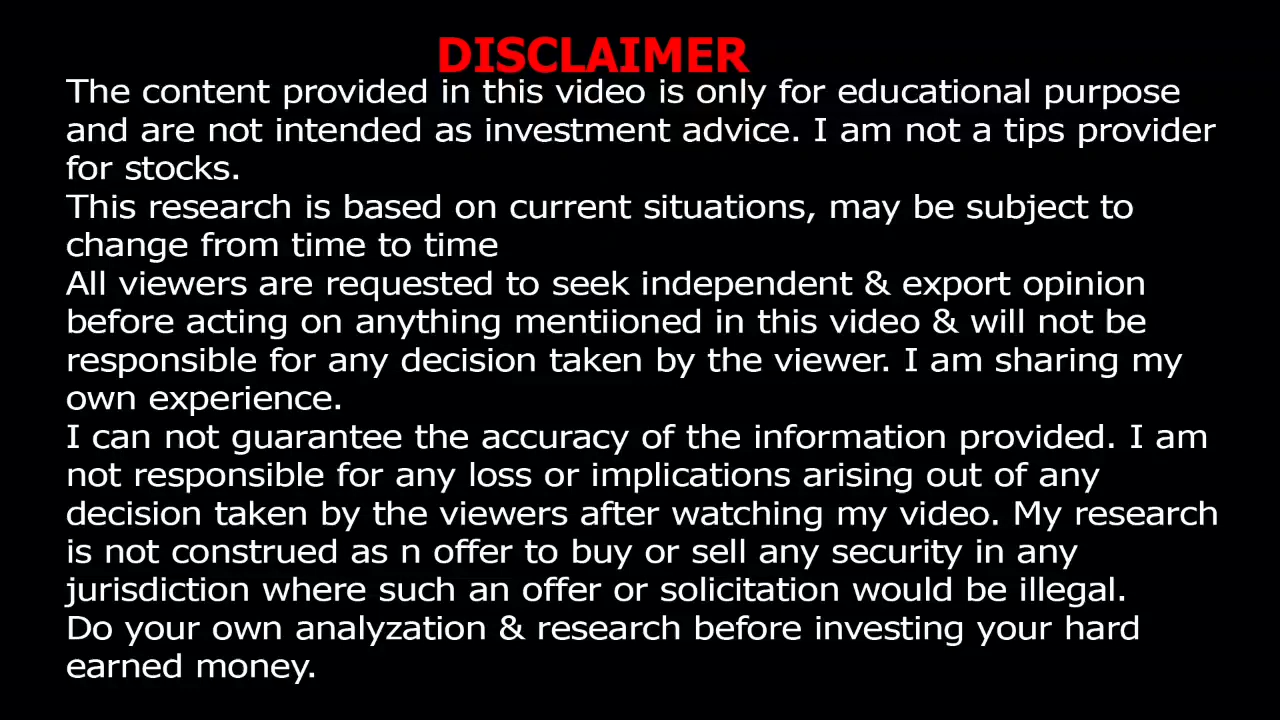 DISCLAIMER
The content provided in this video is only for educational purpose
and are not intended as investment advice. I am not a tips provider
for stocks.
This research is based on current situations, may be subject to
change from time to time
All viewers are requested to seek independent & export opinion
before acting on anything mentiioned in this video & will not be
responsible for any decision taken by the viewer. I am sharing my
own experience.
I can not guarantee the accuracy of the information provided. I am
not responsible for any loss or implications arising out of any
decision taken by the viewers after watching my video. My research
is not construed as n offer to buy or sell any security in any
jurisdiction where such an offer or solicitation would be illegal.
Do your own analyzation & research before investing your hard
earned money.